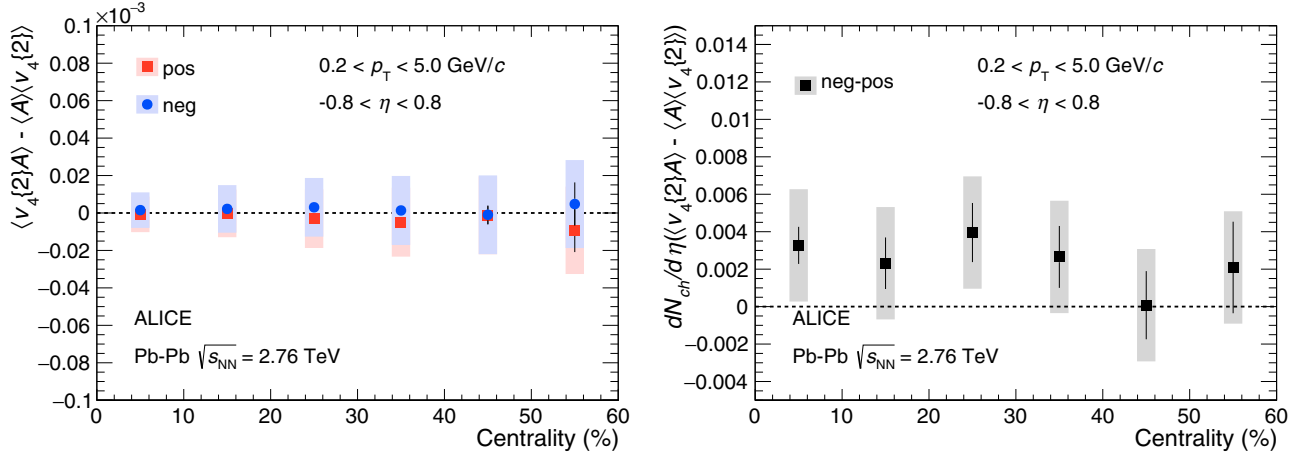 ×10⁻³
⟨v₄{2}A⟩ - ⟨A⟩⟨v₄{2}⟩
0.1
0.08
0.06
0.04
0.02
0
−0.02
−0.04
−0.06
−0.08
−0.1
pos
neg
0.2 < p_T < 5.0 GeV/c
-0.8 < η < 0.8
ALICE
Pb-Pb √s_NN = 2.76 TeV
0 10 20 30 40 50 60
Centrality (%)
dN_ch/d η(⟨v₄{2}A⟩ - ⟨A⟩⟨v₄{2}⟩)
0.014
0.012
0.01
0.008
0.006
0.004
0.002
0
−0.002
−0.004
neg-pos
0.2 < p_T < 5.0 GeV/c
-0.8 < η < 0.8
ALICE
Pb-Pb √s_NN = 2.76 TeV
0 10 20 30 40 50 60
Centrality (%)